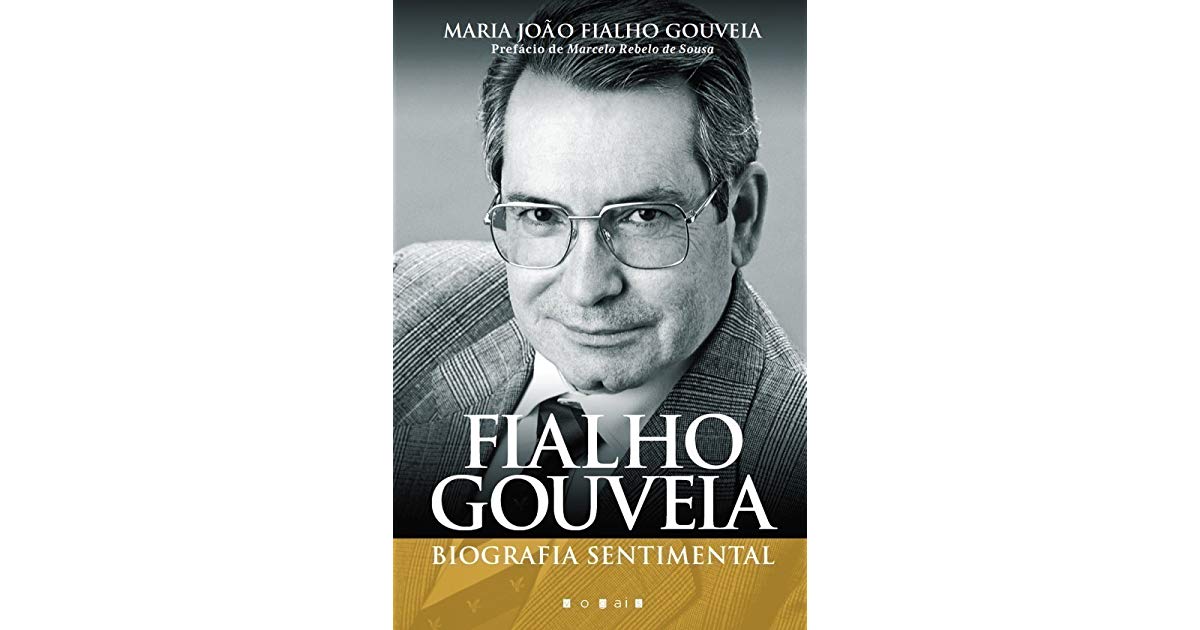 MARIA JOÃO FIALHO GOUVEIA
Prefácio de Marcelo Rebelo de Sousa
FIALHO
GOUVEIA
BIOGRAFIA SENTIMENTAL